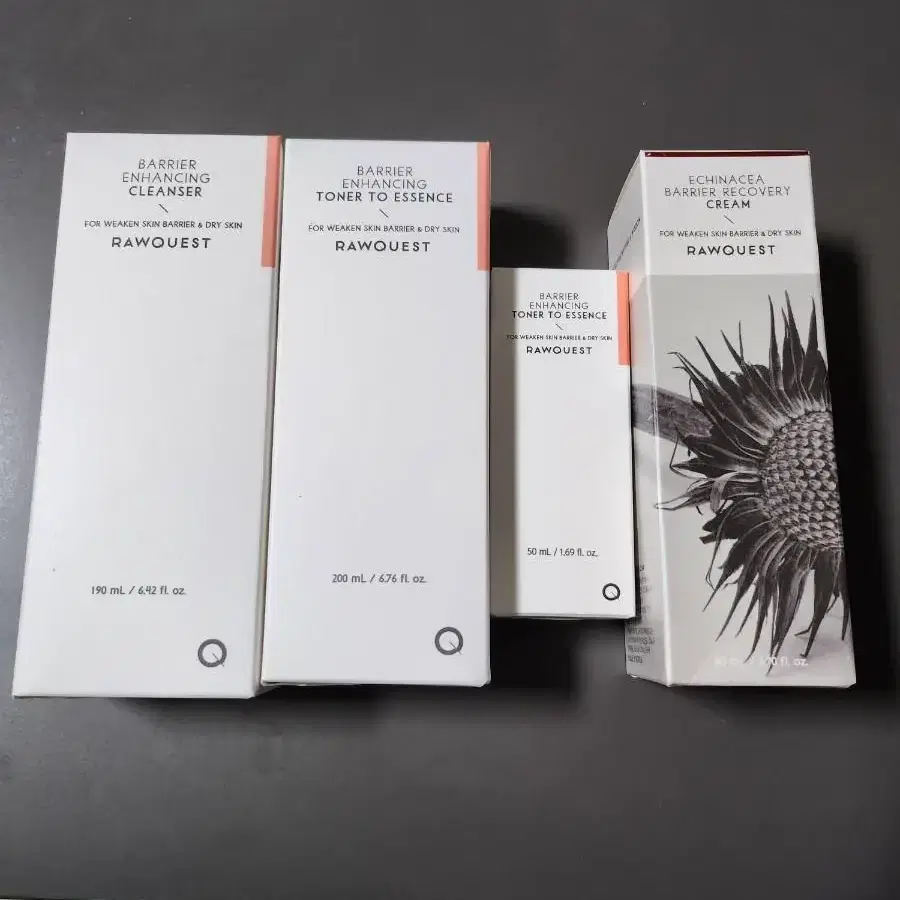 BARRIER
ENHANCING
CLEANSER
FOR WEAKEN SKIN BARRIER & DRY SKIN
RAWQUEST
190 mL / 6.42 fl. oz.
BARRIER
ENHANCING
TONER TO ESSENCE
FOR WEAKEN SKIN BARRIER & DRY SKIN
RAWQUEST
200 mL / 6.76 fl. oz.
BARRIER
ENHANCING
TONER TO ESSENCE
FOR WEAKEN SKIN BARRIER & DRY SKIN
RAWQUEST
50 mL / 1.69 fl. oz.
ECHINACEA
BARRIER RECOVERY
CREAM
FOR WEAKEN SKIN BARRIER & DRY SKIN
RAWQUEST
fl. oz.